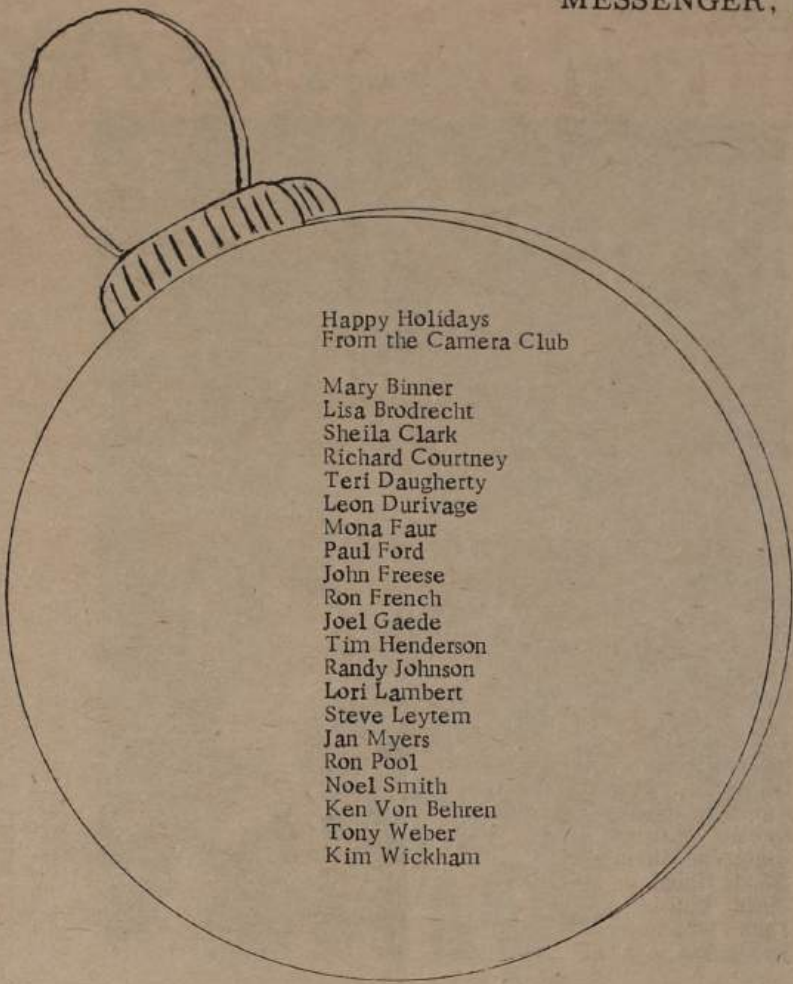 MESSENGER,
Happy Holidays
From the Camera Club
Mary Binner
Lisa Brodrecht
Sheila Clark
Richard Courtney
Teri Daugherty
Leon Durivage
Mona Faur
Paul Ford
John Freese
Ron French
Joel Gaede
Tim Henderson
Randy Johnson
Lori Lambert
Steve Leytem
Jan Myers
Ron Pool
Noel Smith
Ken Von Behren
Tony Weber
Kim Wickham